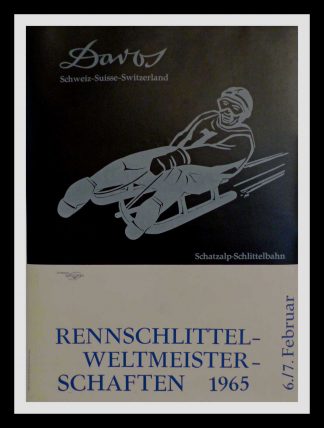 Davos
Schweiz-Suisse-Switzerland
Schatzalp-Schlittelbahn
RENNSCHLITTEL-
WELTMEISTER-
SCHAFTEN 1965
6./7. Februar